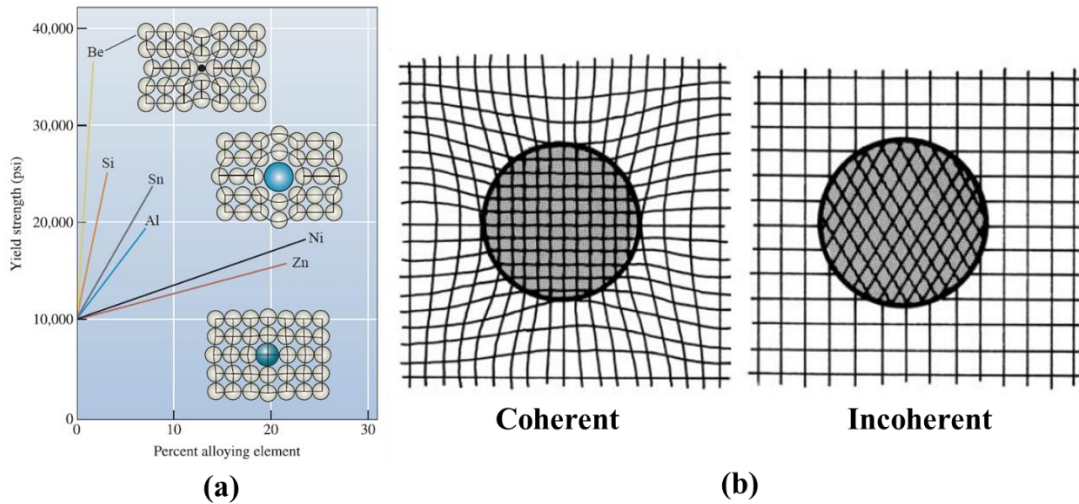 40,000
Be
30,000
Si
Sn
20,000
Al
Ni
Zn
10,000
0
Yield strength (psi)
0 10 20 30
Percent alloying element
(a)
Coherent
Incoherent
(b)